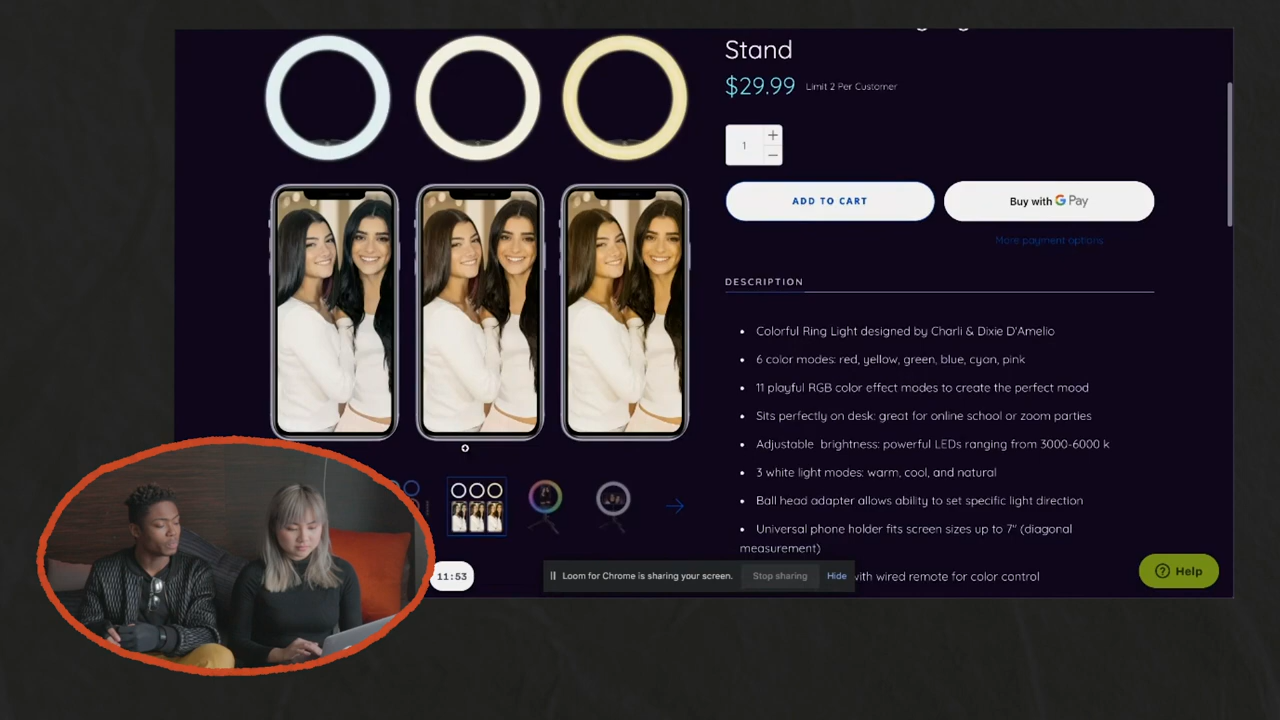 Stand
$29.99 Limit 2 Per Customer
1
ADD TO CART
Buy with G Pay
More payment options
DESCRIPTION
Colorful Ring Light designed by Charli & Dixie D'Amelio
6 color modes: red, yellow, green, blue, cyan, pink
11 playful RGB color effect modes to create the perfect mood
Sits perfectly on desk: great for online school or zoom parties
Adjustable brightness: powerful LEDs ranging from 3000-6000 k
3 white light modes: warm, cool, and natural
Ball head adapter allows ability to set specific light direction
Universal phone holder fits screen sizes up to 7" (diagonal
measurement)
with wired remote for color control
11:53
Loom for Chrome is sharing your screen. Stop sharing Hide
Help